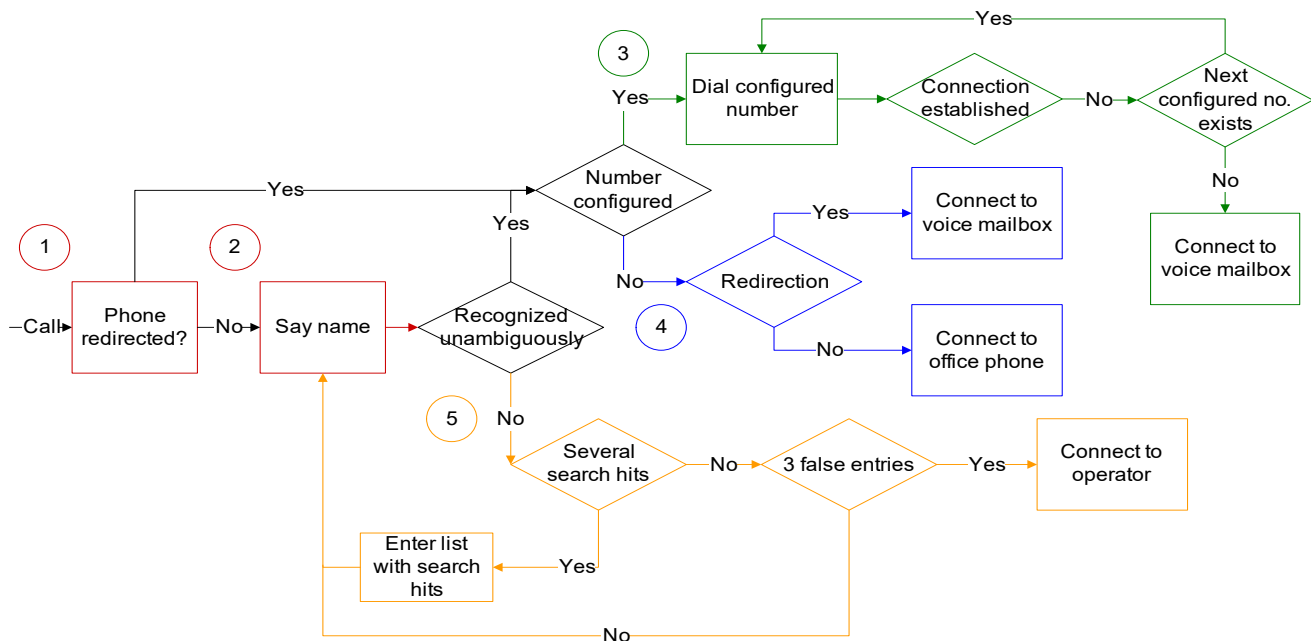 Yes
3
Dial configured
number
Connection
established
No
Next
configured no.
exists
Yes
Yes
Number
configured
Yes
Connect to
voice mailbox
No
Connect to
voice mailbox
1
2
Yes
Call
Phone
redirected?
No
Say name
Recognized
unambiguously
No
4
Redirection
No
Connect to
office phone
5
No
Several
search hits
No
3 false entries
Yes
Connect to
operator
Enter list
with search
hits
Yes
No